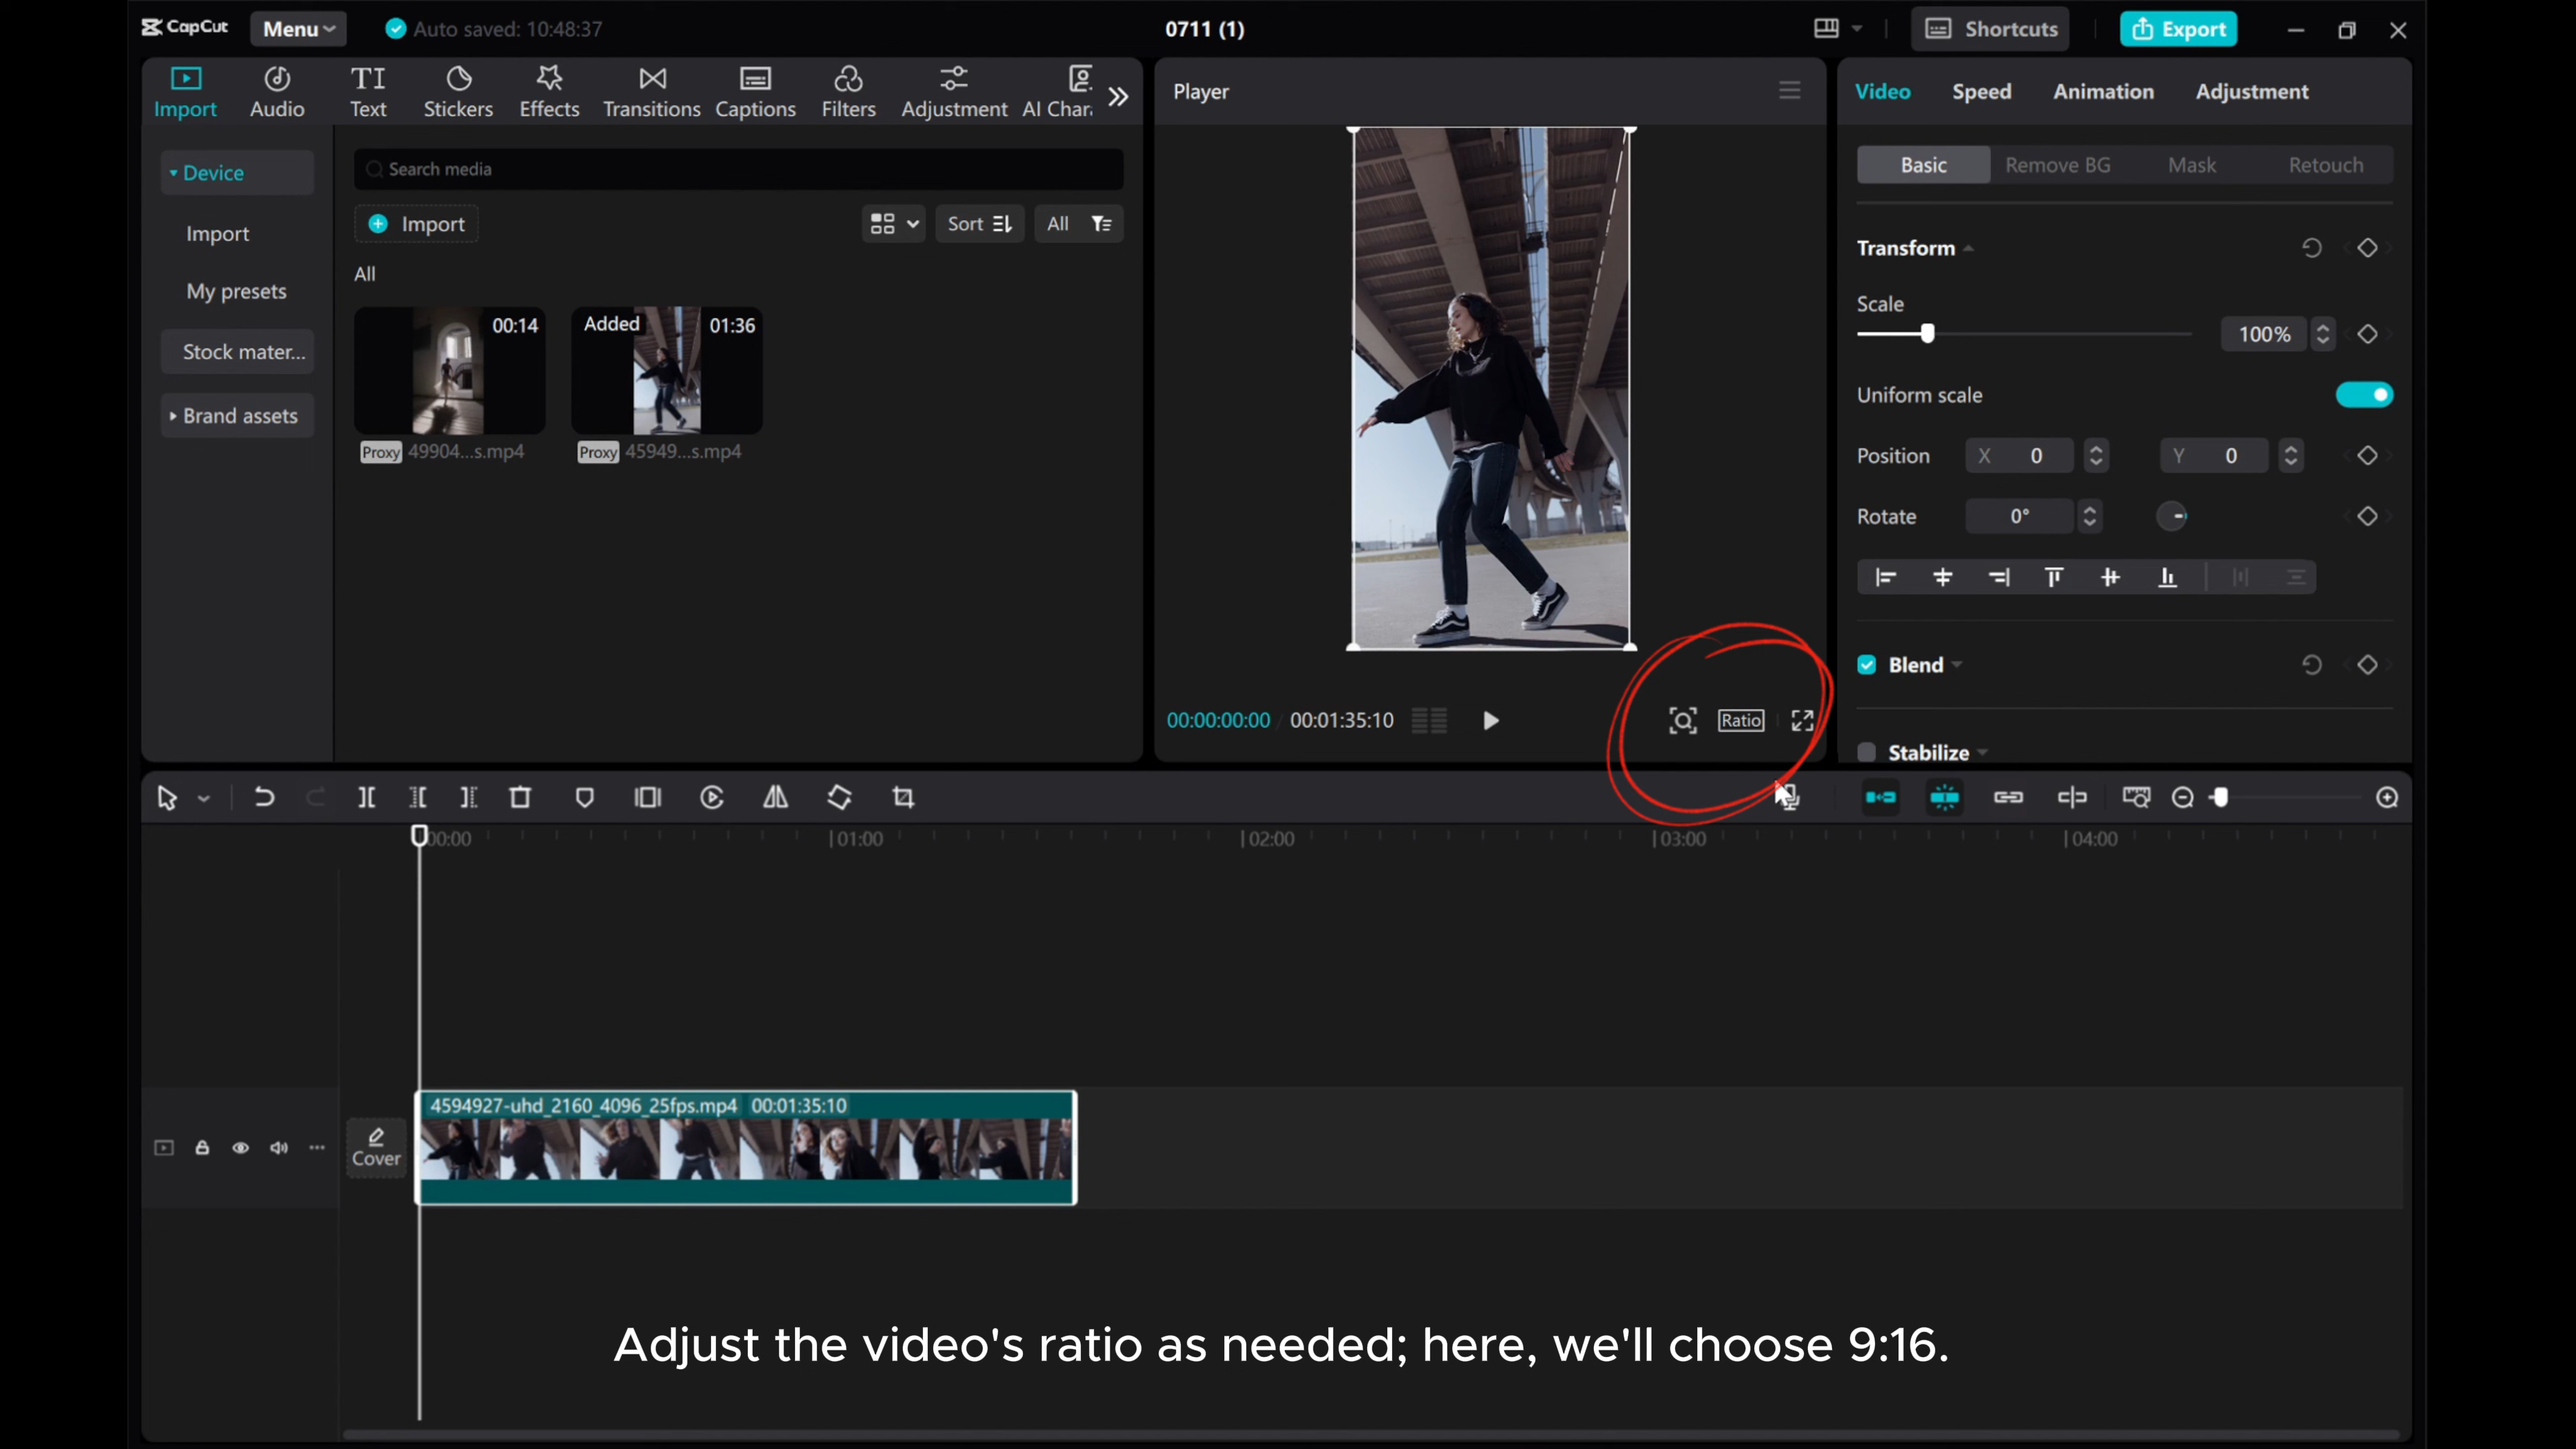 CapCut Menu Auto saved: 10:48:37 0711 (1) Shortcuts Export
Import Audio Text Stickers Effects Transitions Captions Filters Adjustment AI Char
TI
Device
Import
My presets
Stock mater...
Brand assets
Search media
Import Sort All
All
00:14
Added 01:36
Proxy 49904...s.mp4
Proxy 45949...s.mp4
Player
00:00:00:00 / 00:01:35:10 Ratio
Video Speed Animation Adjustment
Basic Remove BG Mask Retouch
Transform
Scale
100%
Uniform scale
Position X 0 Y 0
Rotate 0°
Blend
Stabilize
00:00 01:00 02:00 03:00 04:00
Cover
4594927-uhd_2160_4096_25fps.mp4 00:01:35:10
Adjust the video's ratio as needed; here, we'll choose 9:16.